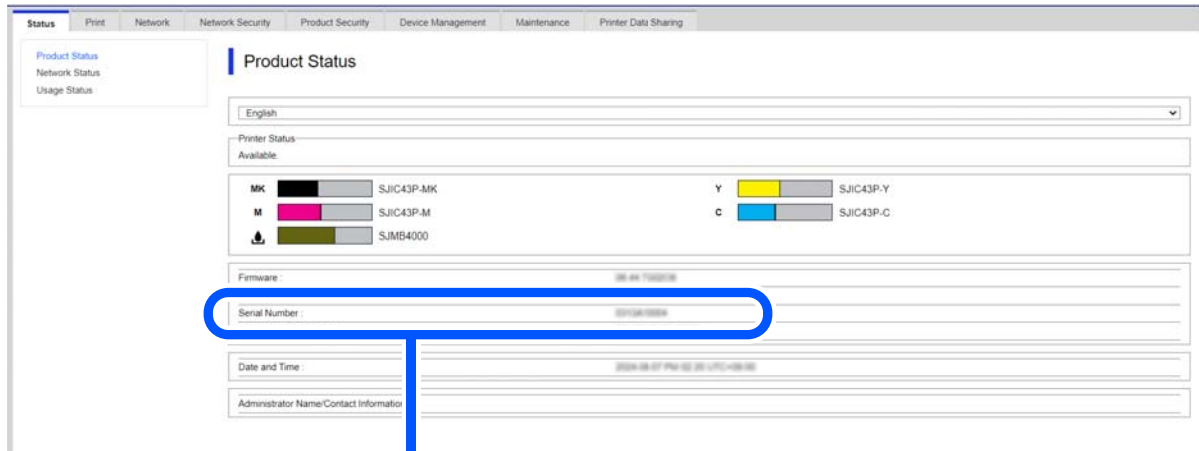 Status Print Network Network Security Product Security Device Management Maintenance Printer Data Sharing
Product Status
Network Status
Usage Status
Product Status
English
Printer Status
Available.
MK SJIC43P-MK Y SJIC43P-Y
M SJIC43P-M C SJIC43P-C
SJMB4000
Firmware :
Serial Number :
Date and Time :
Administrator Name/Contact Information